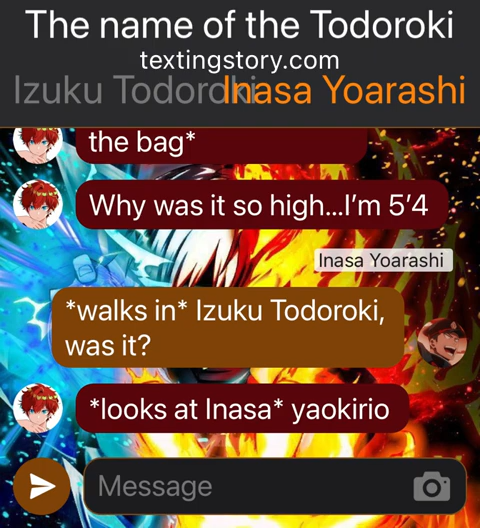 The name of the Todoroki
textingstory.com
Izuku Todoroki
Inasa Yoarashi
the bag*
Why was it so high...I'm 5'4
Inasa Yoarashi
*walks in* Izuku Todoroki,
was it?
*looks at Inasa* yaokirio
Message